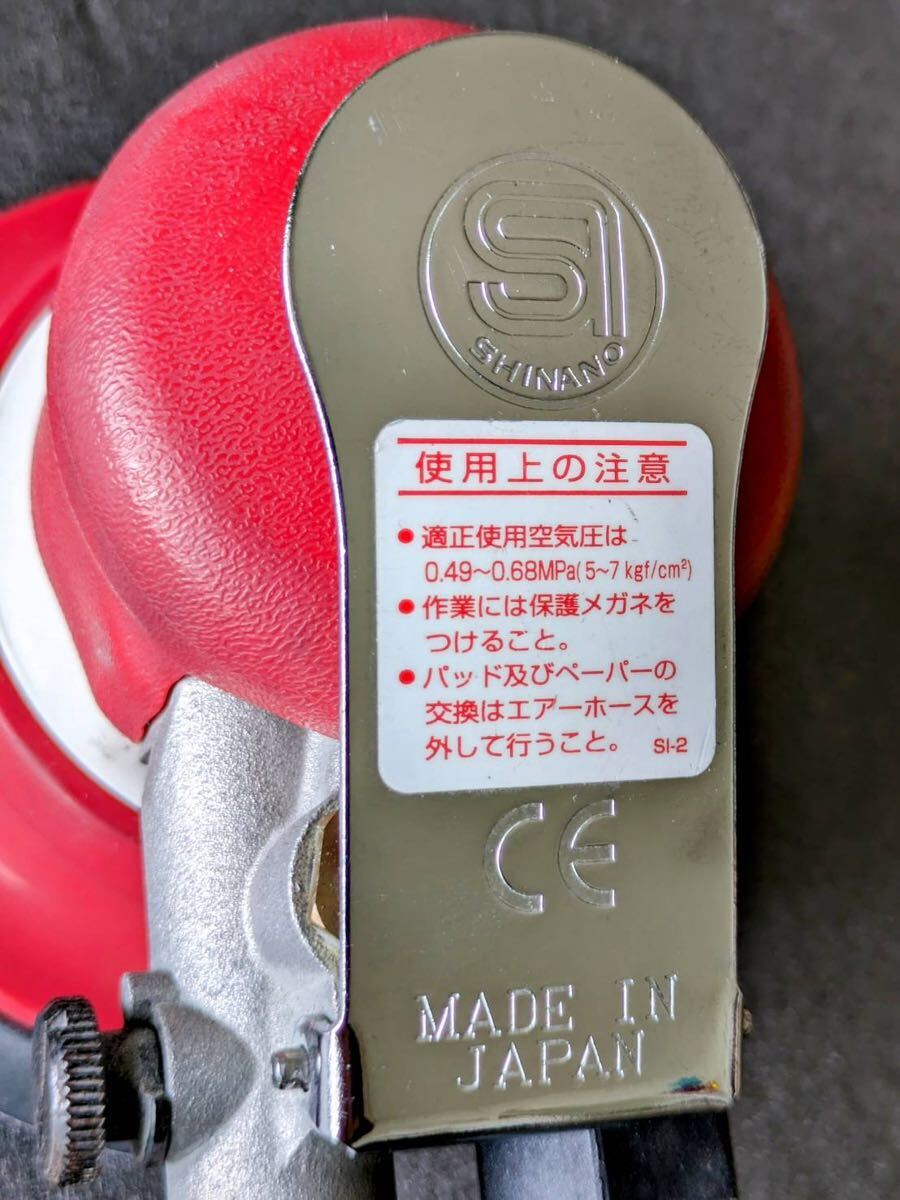 SI
SHINANO
使用上の注意
●適正使用空気圧は
0.49～0.68MPa(5~7 kgf/cm²)
●作業には保護メガネを
つけるごと。
●パッド及びペーパーの
交換はエアーホースを
外して行うこと。 SI-2
CE
MADE IN
JAPAN